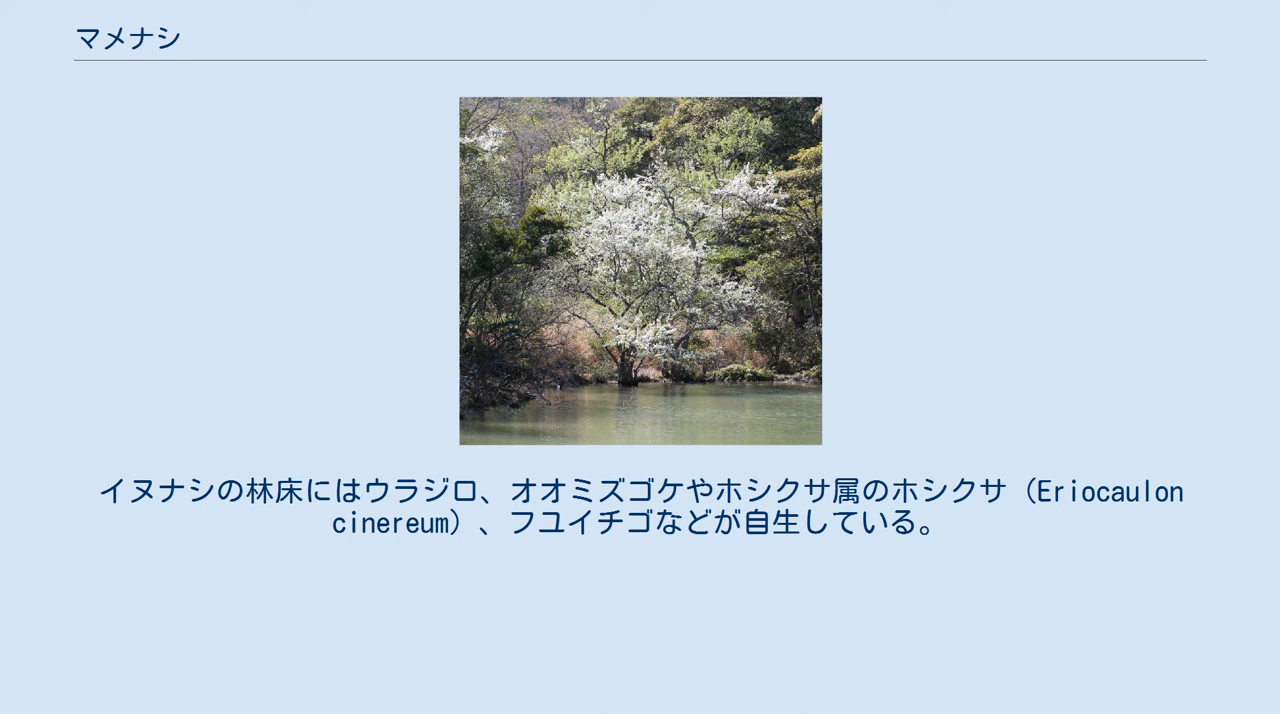 マメナシ
イヌナシの林床にはウラジロ、オオミズゴケやホシクサ属のホシクサ（Eriocaulon
cinereum）、フユイチゴなどが自生している。